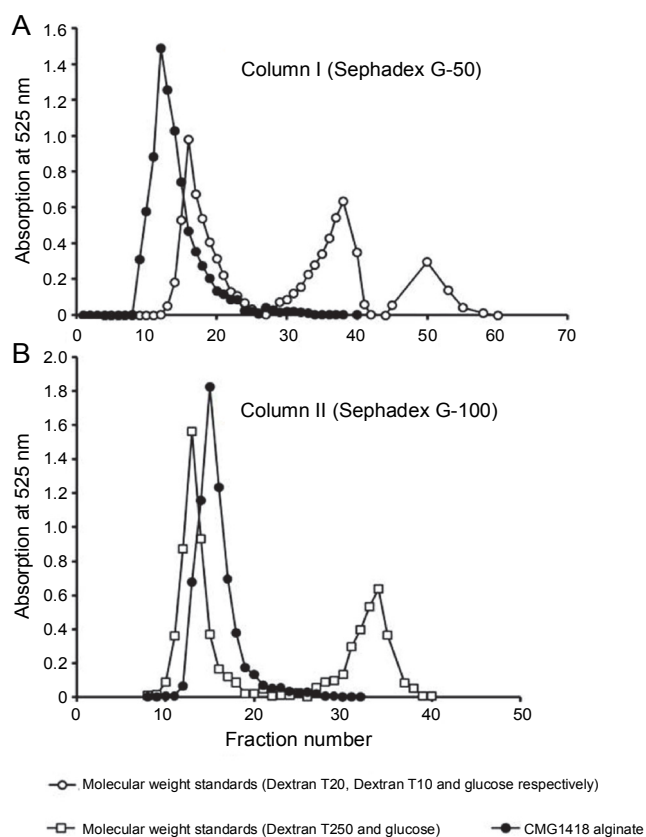 A
1.6
1.4
1.2
1.0
0.8
0.6
0.4
0.2
0
Absorption at 525 nm
Column I (Sephadex G-50)
0 10 20 30 40 50 60 70
B
2.0
1.8
1.6
1.4
1.2
1.0
0.8
0.6
0.4
0.2
0
Absorption at 525 nm
Column II (Sephadex G-100)
0 10 20 30 40 50
Fraction number
Molecular weight standards (Dextran T20, Dextran T10 and glucose respectively)
Molecular weight standards (Dextran T250 and glucose) CMG1418 alginate